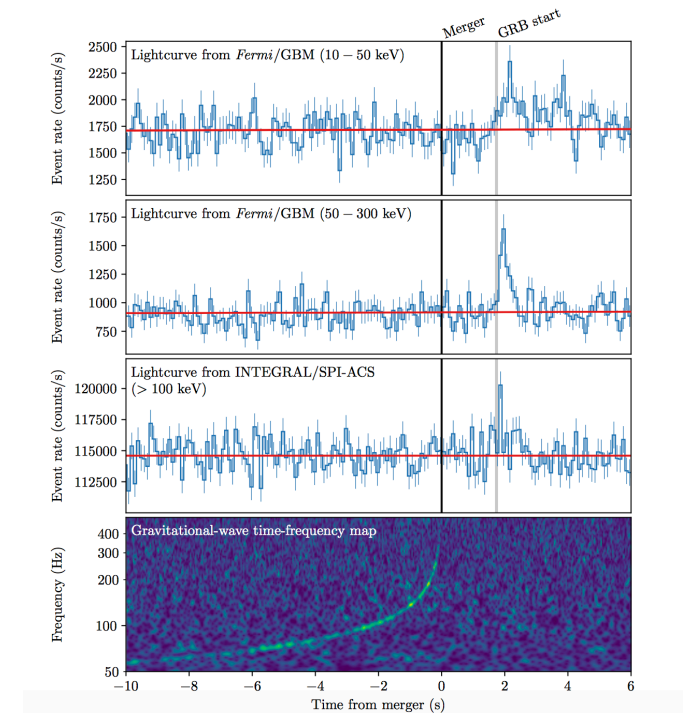 Merger
GRB start
Lightcurve from Fermi/GBM (10 − 50 keV)
Event rate (counts/s)
2500
2250
2000
1750
1500
1250
Lightcurve from Fermi/GBM (50 − 300 keV)
Event rate (counts/s)
1750
1500
1250
1000
750
Lightcurve from INTEGRAL/SPI-ACS
(> 100 keV)
Event rate (counts/s)
120000
117500
115000
112500
Gravitational-wave time-frequency map
Frequency (Hz)
400
300
200
100
50
−10 −8 −6 −4 −2 0 2 4 6
Time from merger (s)